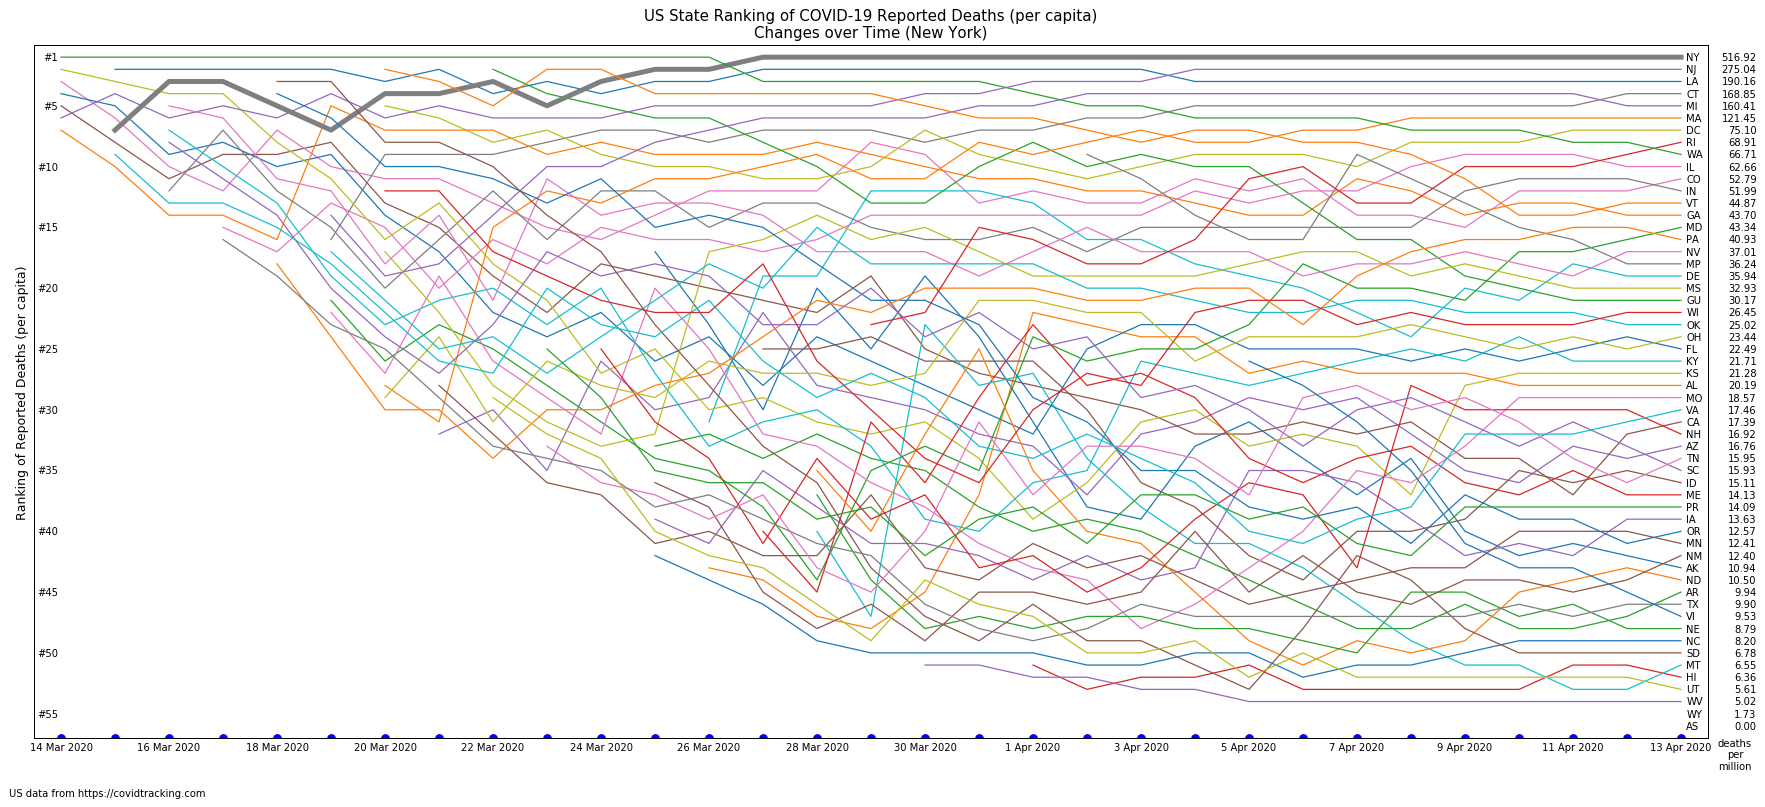 US State Ranking of COVID-19 Reported Deaths (per capita)
Changes over Time (New York)
Ranking of Reported Deaths (per capita)
#1
#5
#10
#15
#20
#25
#30
#35
#40
#45
#50
#55
NY 516.92
NJ 275.04
LA 190.16
CT 168.85
MI 160.41
MA 121.45
DC 75.10
RI 68.91
WA 66.71
IL 62.66
CO 52.79
IN 51.99
VT 44.87
GA 43.70
MD 43.34
PA 40.93
NV 37.01
MP 36.24
DE 35.94
MS 32.93
GU 30.17
WI 26.45
OK 25.02
OH 23.44
FL 22.49
KY 21.71
KS 21.28
AL 20.19
MO 18.57
VA 17.46
CA 17.39
NH 16.92
AZ 16.76
TN 15.95
SC 15.93
ID 15.11
ME 14.13
PR 14.09
IA 13.63
OR 12.57
MN 12.41
NM 12.40
AK 10.94
ND 10.50
AR 9.94
TX 9.90
VI 9.53
NE 8.79
NC 8.20
SD 6.78
MT 6.55
HI 6.36
UT 5.61
WV 5.02
WY 1.73
AS 0.00
14 Mar 2020 16 Mar 2020 18 Mar 2020 20 Mar 2020 22 Mar 2020 24 Mar 2020 26 Mar 2020 28 Mar 2020 30 Mar 2020 1 Apr 2020 3 Apr 2020 5 Apr 2020 7 Apr 2020 9 Apr 2020 11 Apr 2020 13 Apr 2020
deaths
per
million
US data from https://covidtracking.com